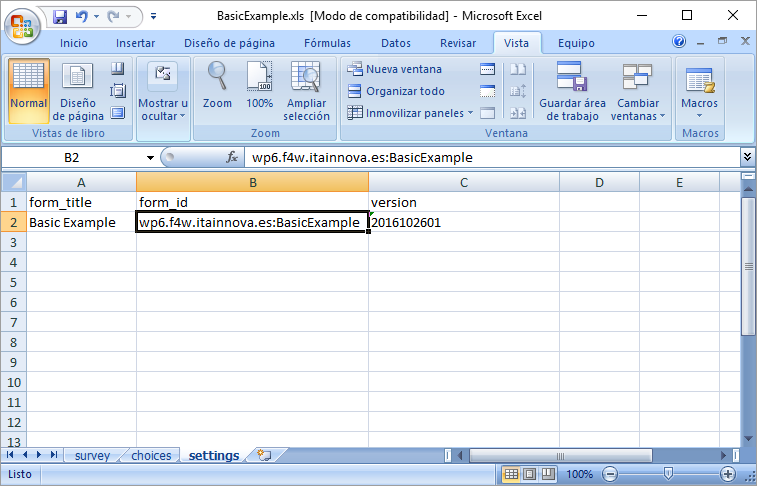 BasicExample.xls [Modo de compatibilidad] - Microsoft Excel
Inicio Insertar Diseño de página Fórmulas Datos Revisar Vista Equipo
Normal
Diseño de página
Vistas de libro
Mostrar u ocultar
Zoom
100%
Ampliar selección
Zoom
Nueva ventana
Organizar todo
Inmovilizar paneles
Guardar área de trabajo
Cambiar ventanas
Ventana
Macros
Macros
B2 fx wp6.f4w.itainnova.es:BasicExample
A B C D E
1 form_title form_id version
2 Basic Example wp6.f4w.itainnova.es:BasicExample 2016102601
3
4
5
6
7
8
9
10
11
12
13
survey choices settings
Listo 100%